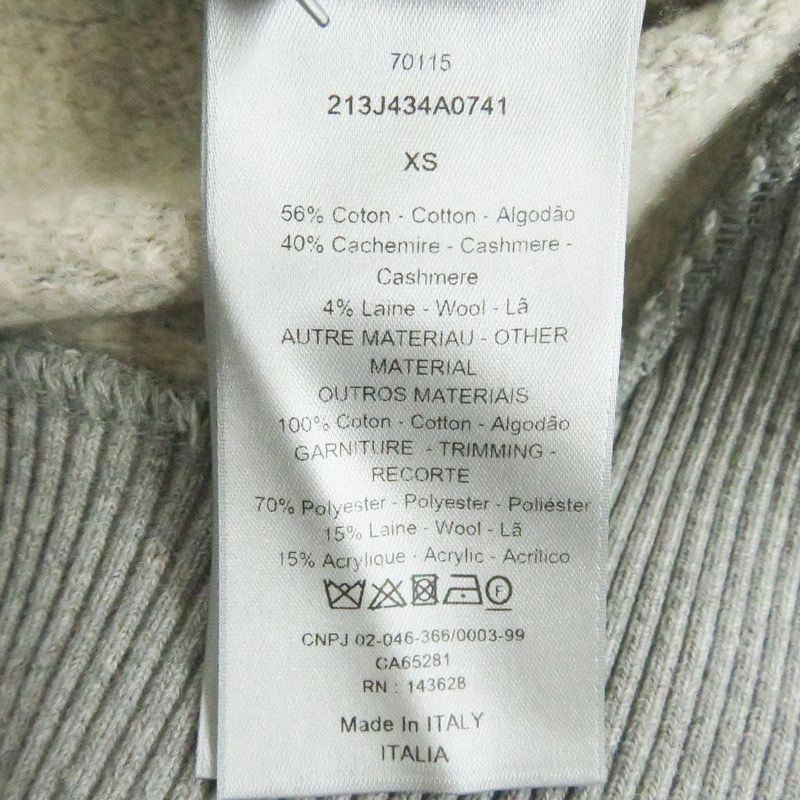 70115
213J434A0741
XS
56% Coton - Cotton - Algodão
40% Cachemire - Cashmere -
Cashmere
4% Laine - Wool - Lã
AUTRE MATERIAU - OTHER
MATERIAL
OUTROS MATERIAIS
100% Coton - Cotton - Algodão
GARNITURE - TRIMMING -
RECORTE
70% Polyester - Polyester - Poliéster
15% Laine - Wool - Lã
15% Acrylique - Acrylic - Acrílico
F
CNPJ 02-046-366/0003-99
CA65281
RN : 143628
Made In ITALY
ITALIA